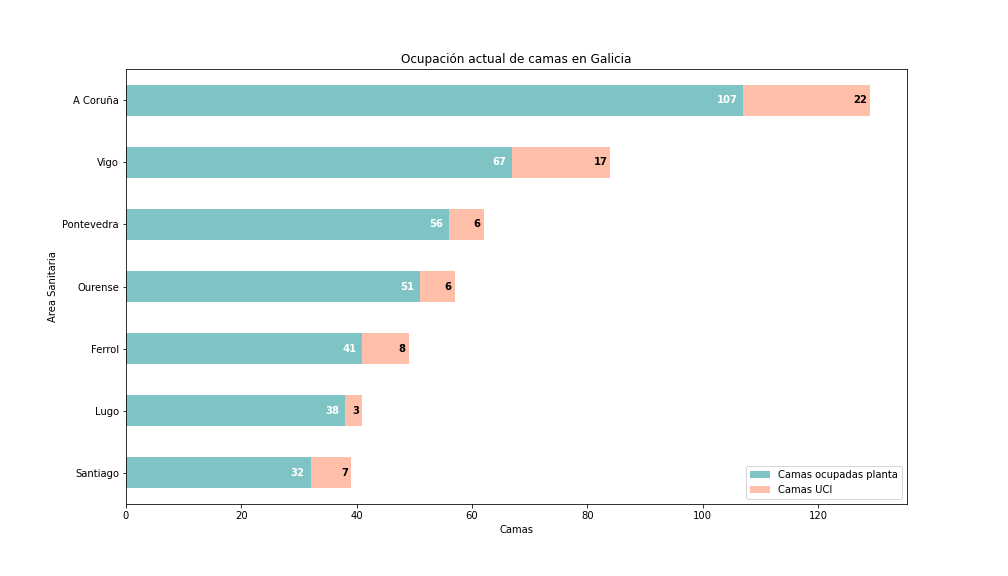 Ocupación actual de camas en Galicia
A Coruña 107 22
Vigo 67 17
Pontevedra 56 6
Ourense 51 6
Ferrol 41 8
Lugo 38 3
Santiago 32 7
Area Sanitaria
Camas ocupadas planta
Camas UCI
0 20 40 60 80 100 120
Camas